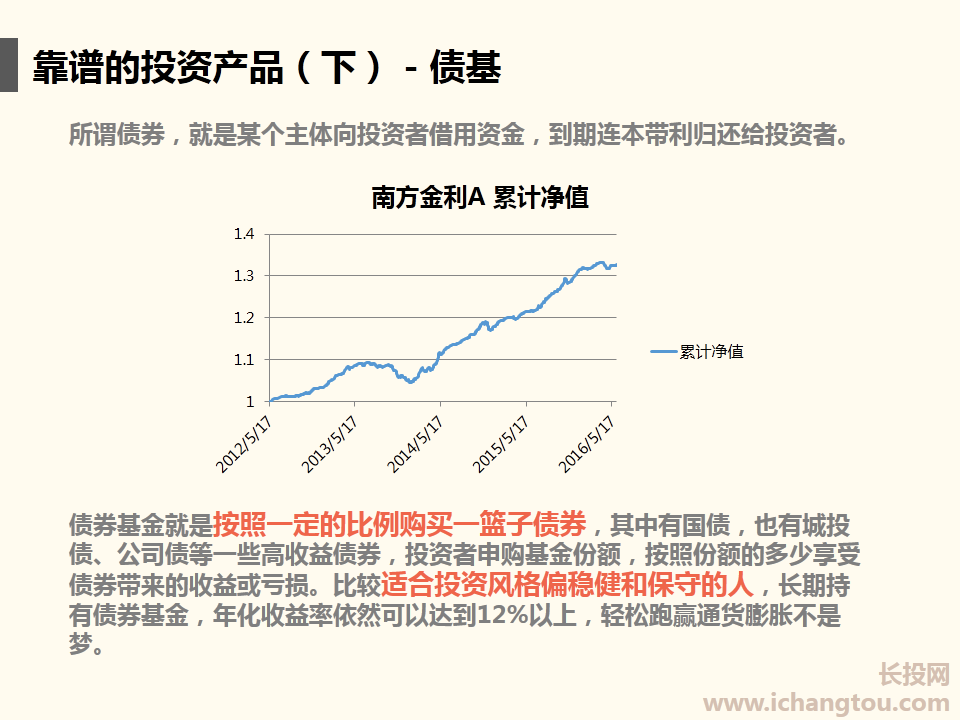 靠谱的投资产品（下）- 债基
所谓债券，就是某个主体向投资者借用资金，到期连本带利归还给投资者。
南方金利A 累计净值
1.4
1.3
1.2
1.1
1
2012/5/17
2013/5/17
2014/5/17
2015/5/17
2016/5/17
累计净值
债券基金就是按照一定的比例购买一篮子债券，其中有国债，也有城投
债、公司债等一些高收益债券，投资者申购基金份额，按照份额的多少享受
债券带来的收益或亏损。比较适合投资风格偏稳健和保守的人，长期持
有债券基金，年化收益率依然可以达到12%以上，轻松跑赢通货膨胀不是
梦。
长投网
www.ichangtou.com